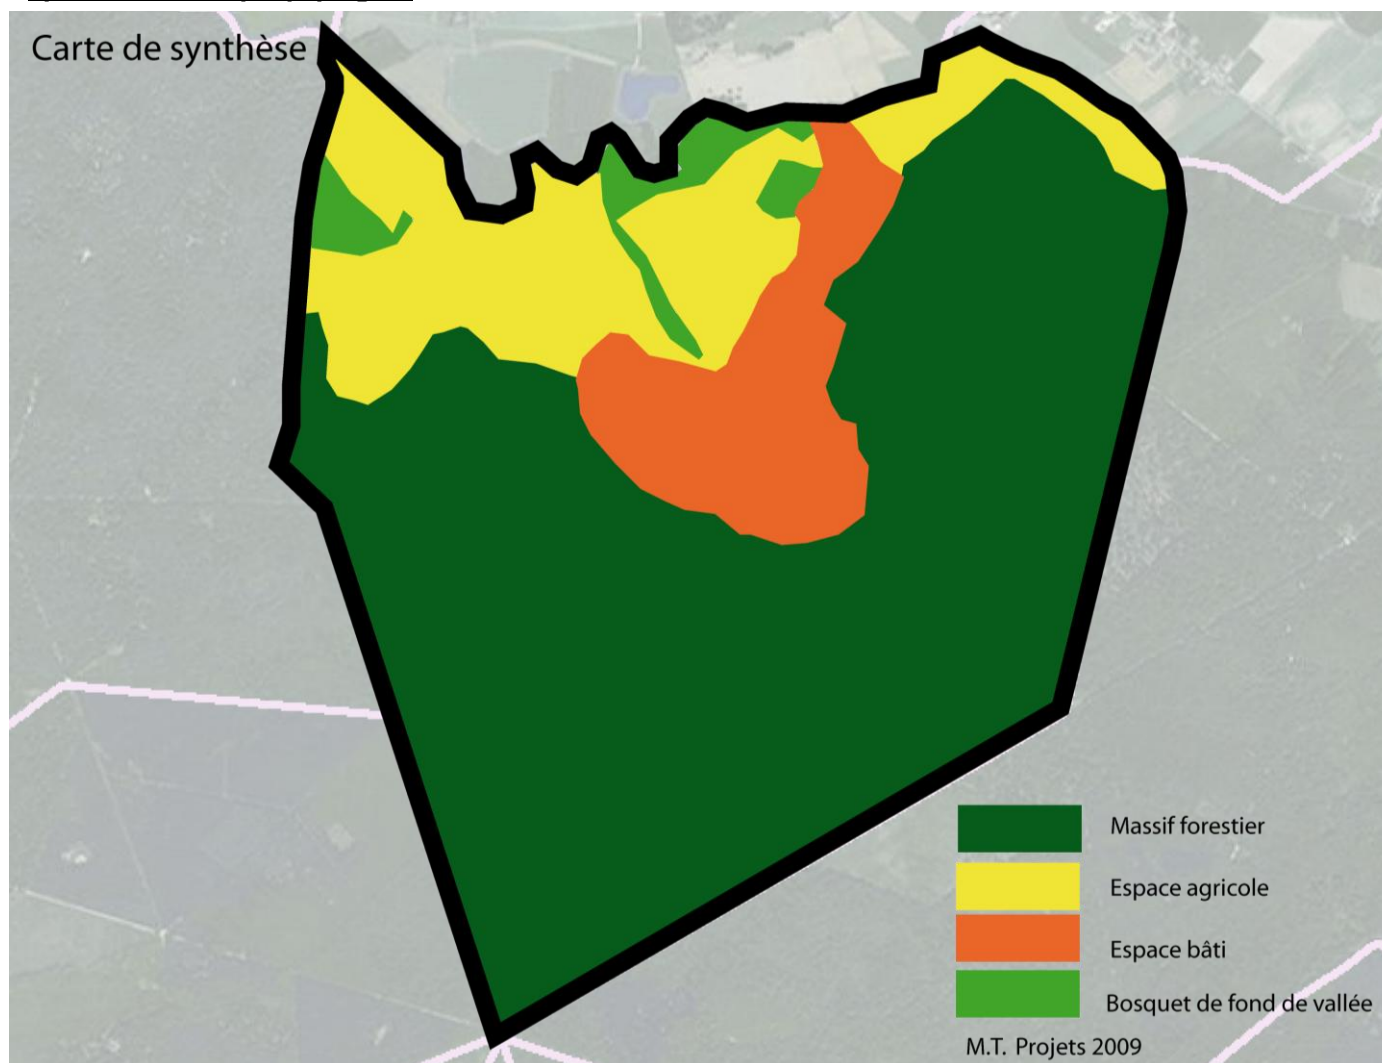 Carte de synthèse
Massif forestier
Espace agricole
Espace bâti
Bosquet de fond de vallée
M.T. Projets 2009